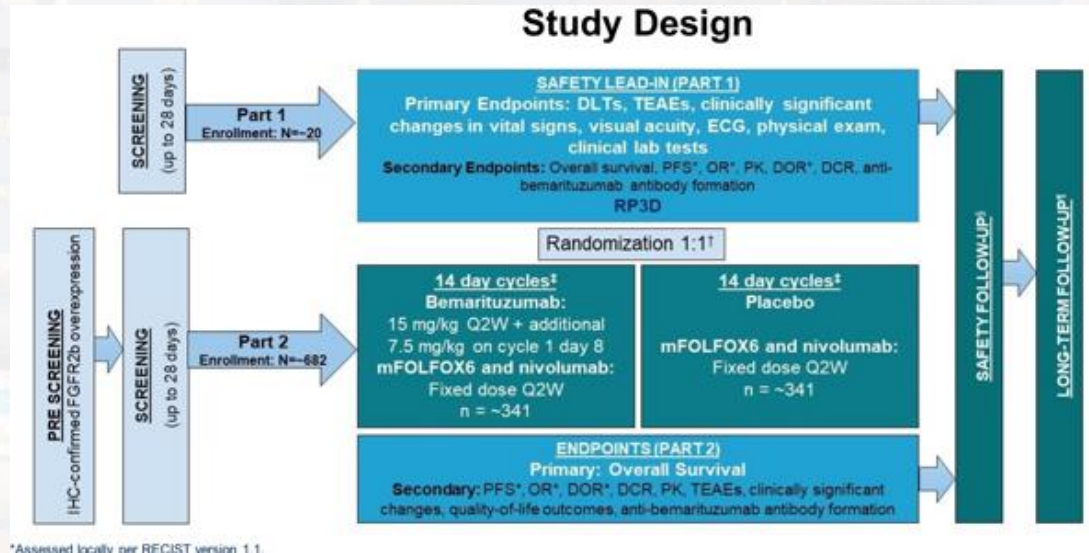 Study Design
SCREENING
(up to 28 days)
Part 1
Enrollment: N=~20
SAFETY LEAD-IN (PART 1)
Primary Endpoints: DLTs, TEAEs, clinically significant
changes in vital signs, visual acuity, ECG, physical exam,
clinical lab tests
Secondary Endpoints: Overall survival, PFS*, OR*, PK, DOR*, DCR, anti-
bemarituzumab antibody formation
RP3D
Randomization 1:1†
PRE SCREENING
IHC-confirmed FGFR2b overexpression
SCREENING
(up to 28 days)
Part 2
Enrollment: N=~682
14 day cycles‡
Bemarituzumab:
15 mg/kg Q2W + additional
7.5 mg/kg on cycle 1 day 8
mFOLFOX6 and nivolumab:
Fixed dose Q2W
n = ~341
14 day cycles‡
Placebo
mFOLFOX6 and nivolumab:
Fixed dose Q2W
n = ~341
ENDPOINTS (PART 2)
Primary: Overall Survival
Secondary: PFS*, OR*, DOR*, DCR, PK, TEAEs, clinically significant
changes, quality-of-life outcomes, anti-bemarituzumab antibody formation
SAFETY FOLLOW-UP§
LONG-TERM FOLLOW-UP¶
*Assessed locally per RECIST version 1.1.